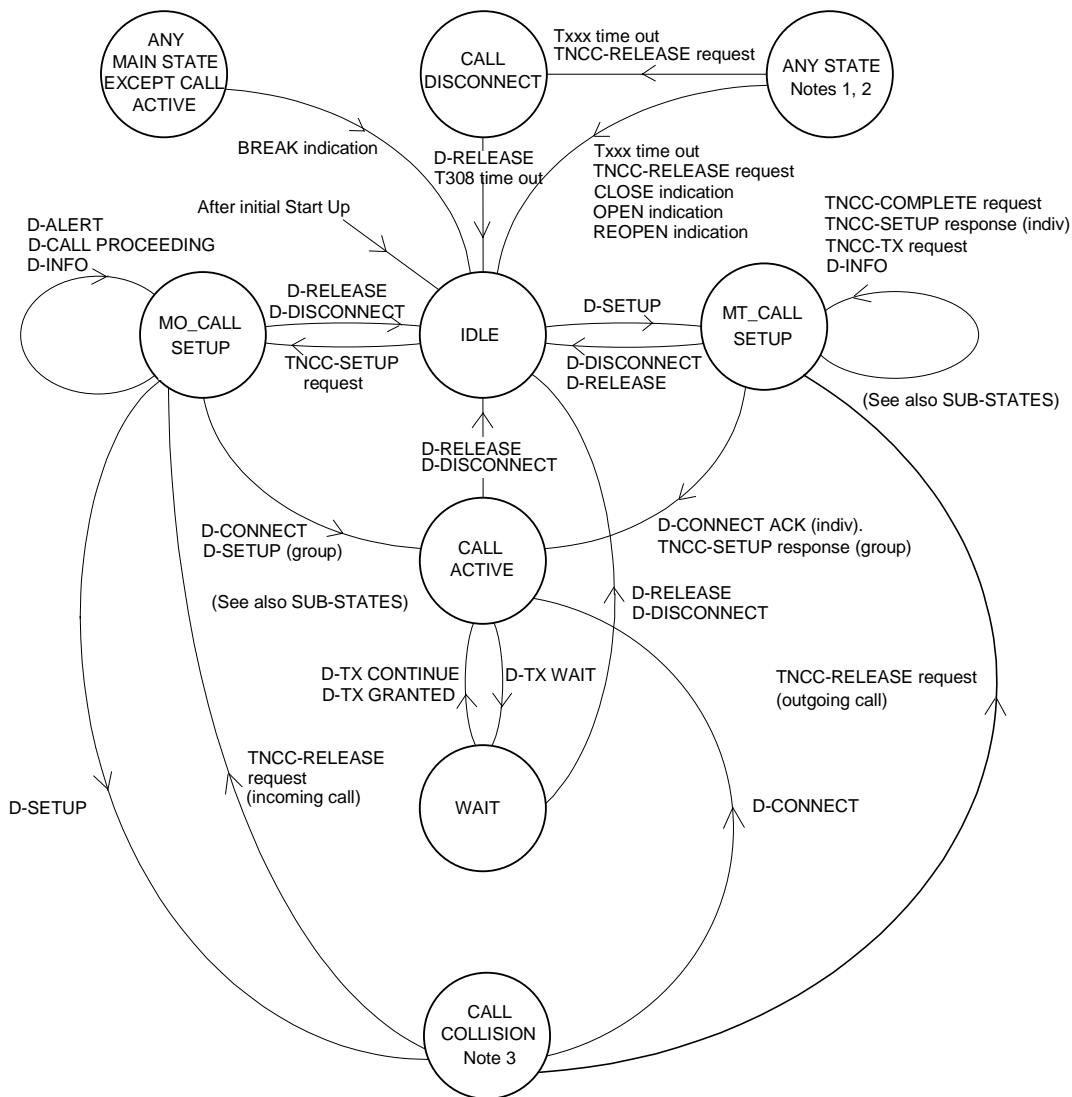 ANY
MAIN STATE
EXCEPT CALL
ACTIVE
CALL
DISCONNECT
Txxx time out
TNCC-RELEASE request
ANY STATE
Notes 1, 2
BREAK indication
D-RELEASE
T308 time out
Txxx time out
TNCC-RELEASE request
CLOSE indication
OPEN indication
REOPEN indication
After initial Start Up
TNCC-COMPLETE request
TNCC-SETUP response (indiv)
TNCC-TX request
D-INFO
D-ALERT
D-CALL PROCEEDING
D-INFO
MO_CALL
SETUP
D-RELEASE
D-DISCONNECT
TNCC-SETUP
request
IDLE
D-SETUP
D-DISCONNECT
D-RELEASE
MT_CALL
SETUP
(See also SUB-STATES)
D-RELEASE
D-DISCONNECT
D-CONNECT
D-SETUP (group)
CALL
ACTIVE
D-CONNECT ACK (indiv).
TNCC-SETUP response (group)
(See also SUB-STATES)
D-RELEASE
D-DISCONNECT
D-TX CONTINUE
D-TX GRANTED
D-TX WAIT
TNCC-RELEASE request
(outgoing call)
TNCC-RELEASE
request
(incoming call)
WAIT
D-SETUP
D-CONNECT
CALL
COLLISION
Note 3